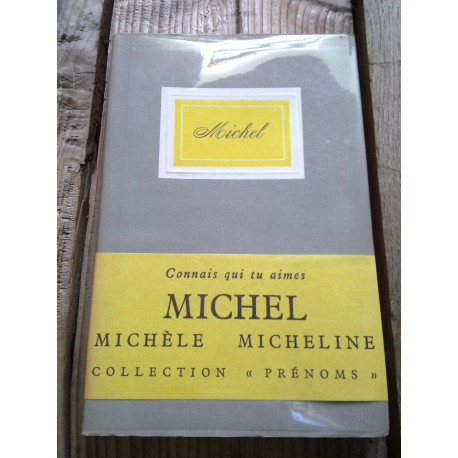 Michel
Connais qui tu aimes
MICHEL
MICHÈLE MICHELINE
COLLECTION « PRÉNOMS »